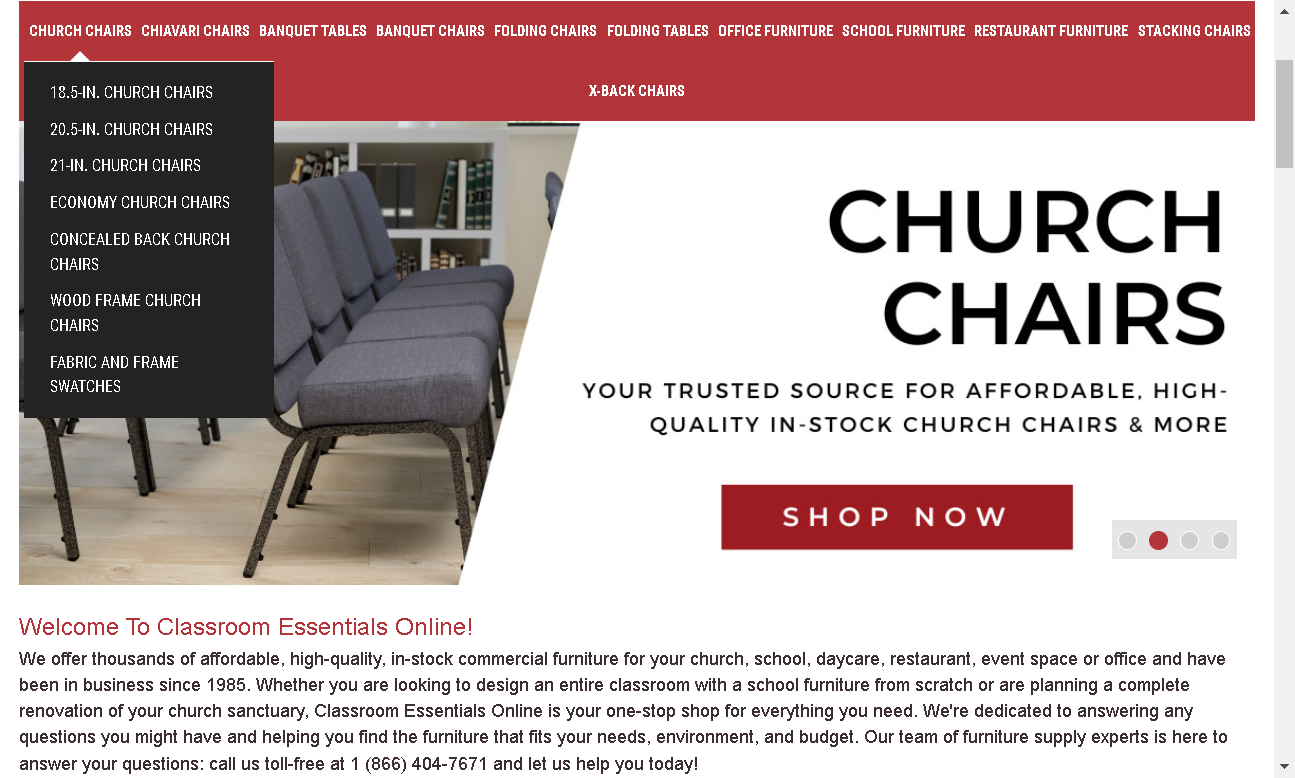 CHURCH CHAIRS CHIAVARI CHAIRS BANQUET TABLES BANQUET CHAIRS FOLDING CHAIRS FOLDING TABLES OFFICE FURNITURE SCHOOL FURNITURE RESTAURANT FURNITURE STACKING CHAIRS
X-BACK CHAIRS
18.5-IN. CHURCH CHAIRS
20.5-IN. CHURCH CHAIRS
21-IN. CHURCH CHAIRS
ECONOMY CHURCH CHAIRS
CONCEALED BACK CHURCH
CHAIRS
WOOD FRAME CHURCH
CHAIRS
FABRIC AND FRAME
SWATCHES
CHURCH
CHAIRS
YOUR TRUSTED SOURCE FOR AFFORDABLE, HIGH-
QUALITY IN-STOCK CHURCH CHAIRS & MORE
SHOP NOW
Welcome To Classroom Essentials Online!
We offer thousands of affordable, high-quality, in-stock commercial furniture for your church, school, daycare, restaurant, event space or office and have
been in business since 1985. Whether you are looking to design an entire classroom with a school furniture from scratch or are planning a complete
renovation of your church sanctuary, Classroom Essentials Online is your one-stop shop for everything you need. We're dedicated to answering any
questions you might have and helping you find the furniture that fits your needs, environment, and budget. Our team of furniture supply experts is here to
answer your questions: call us toll-free at 1 (866) 404-7671 and let us help you today!